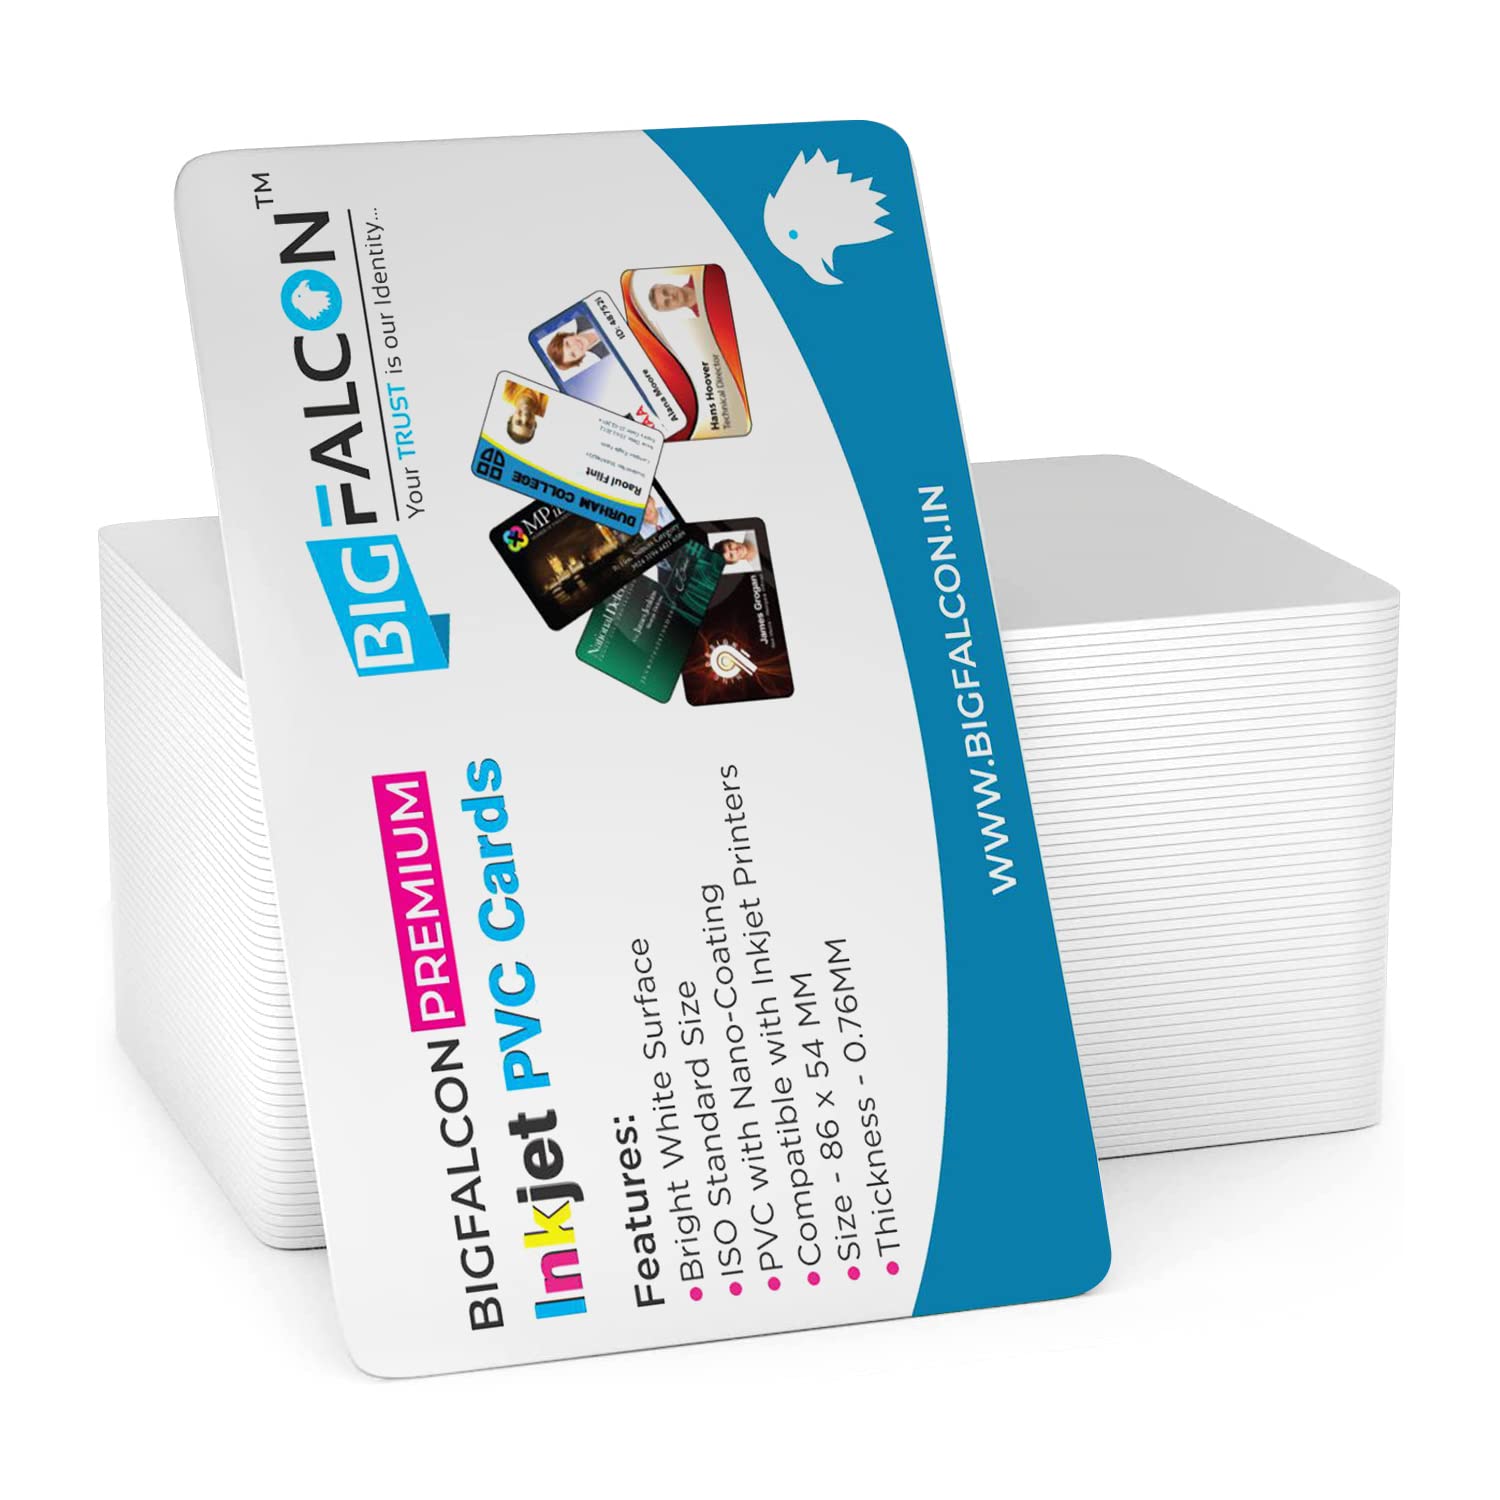 BIGFALCON™
Your TRUST is our Identity...
BIGFALCON PREMIUM
Inkjet PVC Cards
Features:
• Bright White Surface
• ISO Standard Size
• PVC with Nano-Coating
• Compatible with Inkjet Printers
• Size - 86 x 54 MM
• Thickness - 0.76MM
ID: 487521
Alana Moore
Hans Hoover
Technical Director
DURHAM COLLEGE
Raoul Flint
James Grogan
WWW.BIGFALCON.IN